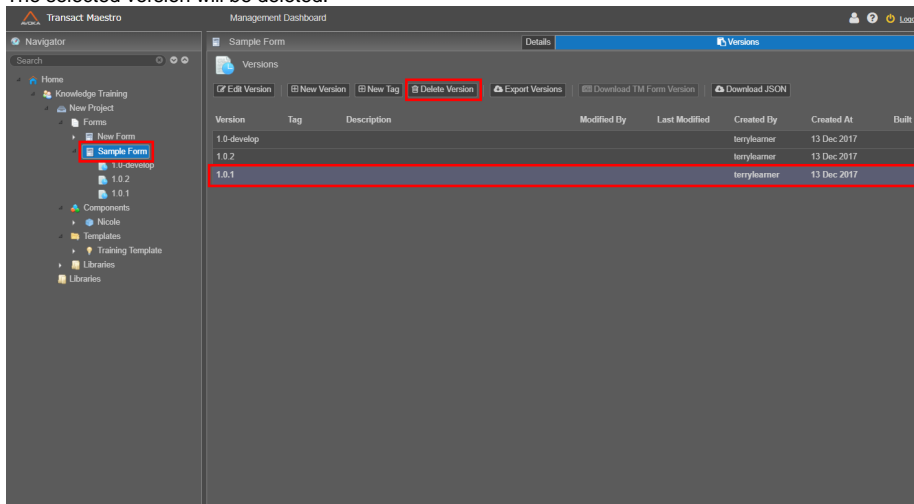 The selected version will be deleted.
AVOKA Transact Maestro Management Dashboard
Navigator Sample Form Details Versions
Search Versions
Home
Edit Version New Version New Tag Delete Version Export Versions Download TM Form Version Download JSON
Knowledge Training
New Project
Forms
Version Tag Description Modified By Last Modified Created By Created At Built
New Form
1.0-develop terrylearner 13 Dec 2017
Sample Form
1.0.2 terrylearner 13 Dec 2017
1.0-develop
1.0.1 terrylearner 13 Dec 2017
1.0.2
1.0.1
Components
Nicole
Templates
Training Template
Libraries
Libraries